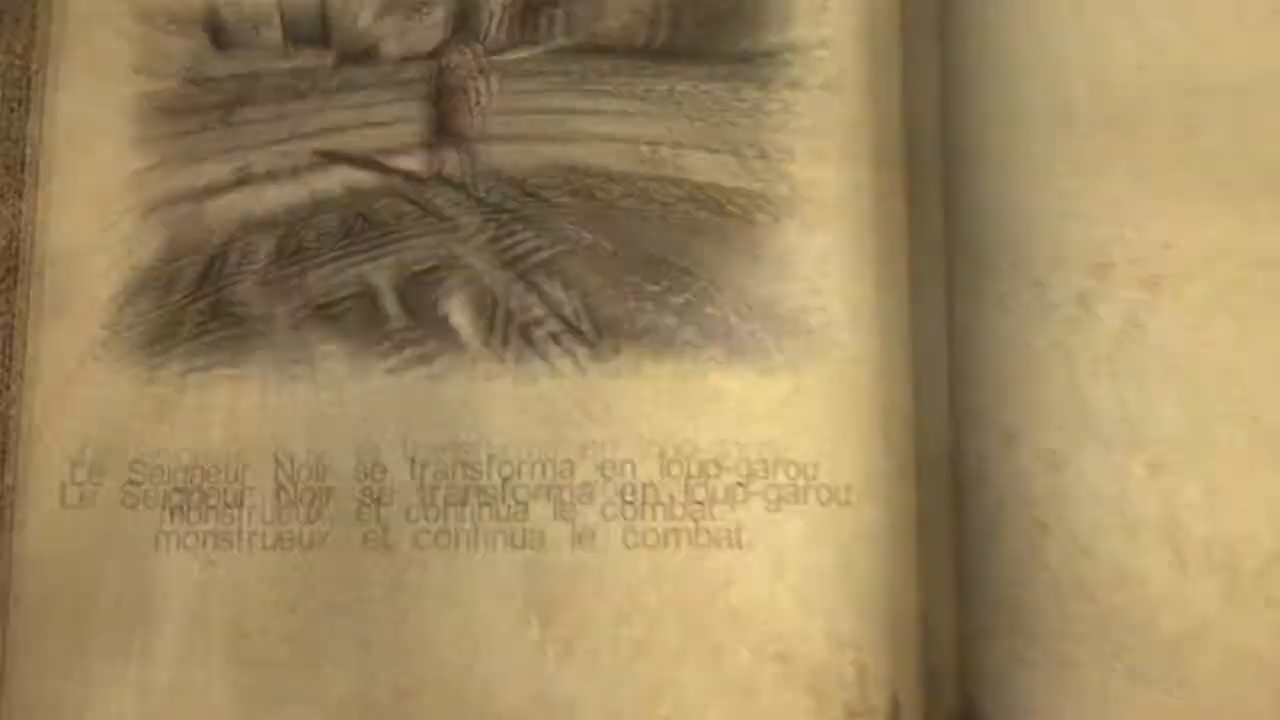 Le Seigneur Noir se transforma en loup-garou
monstrueux et continua le combat.